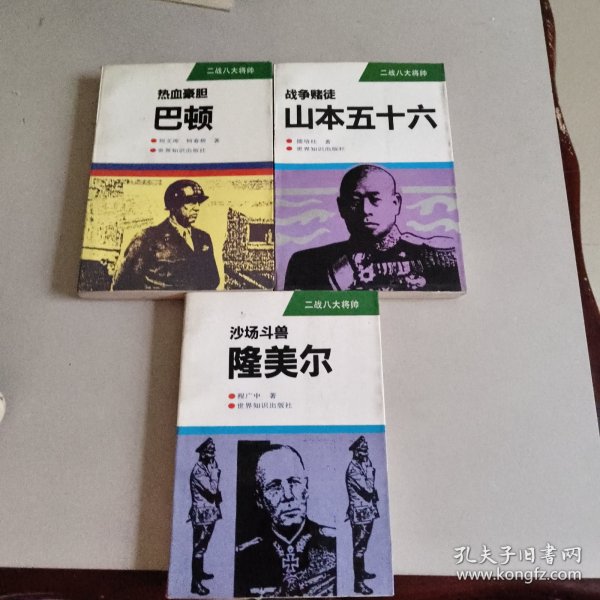 二战八大将帅
热血豪胆
巴顿
著
世界知识出版社
二战八大将帅
战争赌徒
山本五十六
著
世界知识出版社
二战八大将帅
沙场斗兽
隆美尔
程广中 著
世界知识出版社
孔夫子旧书网
www.kongfz.com